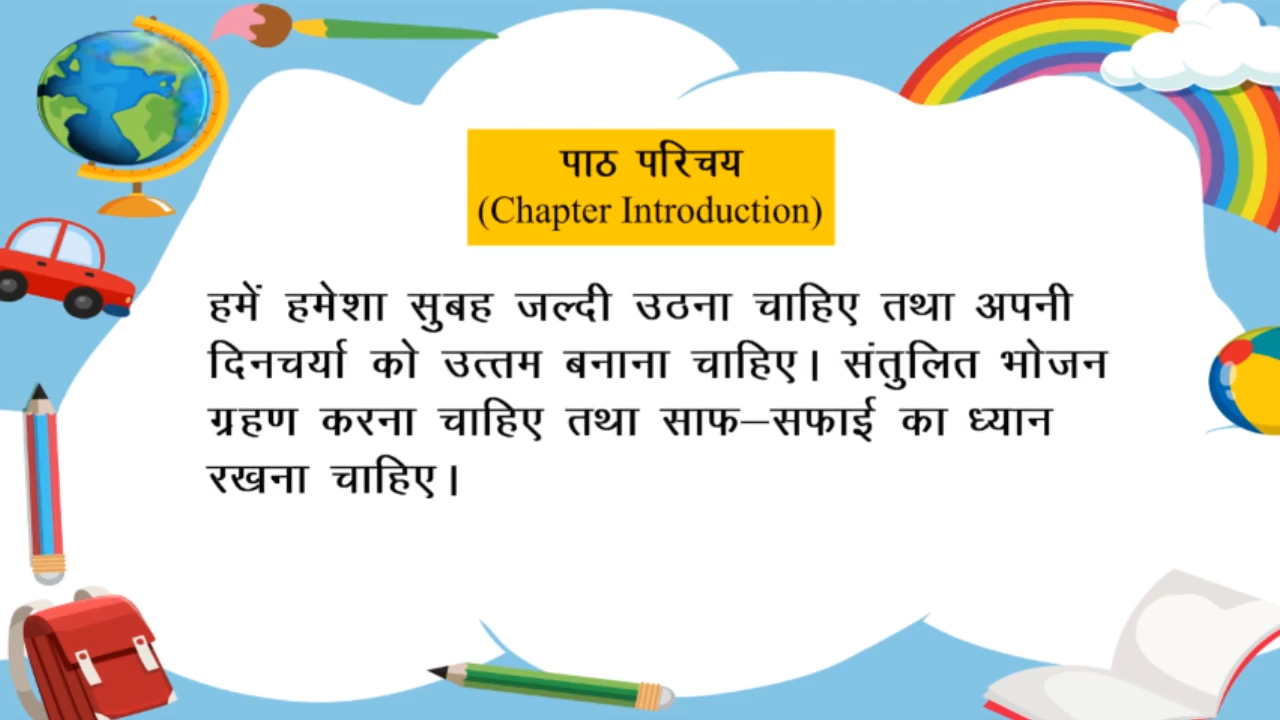 पाठ परिचय
(Chapter Introduction)
हमें हमेशा सुबह जल्दी उठना चाहिए तथा अपनी
दिनचर्या को उत्तम बनाना चाहिए। संतुलित भोजन
ग्रहण करना चाहिए तथा साफ–सफाई का ध्यान
रखना चाहिए।